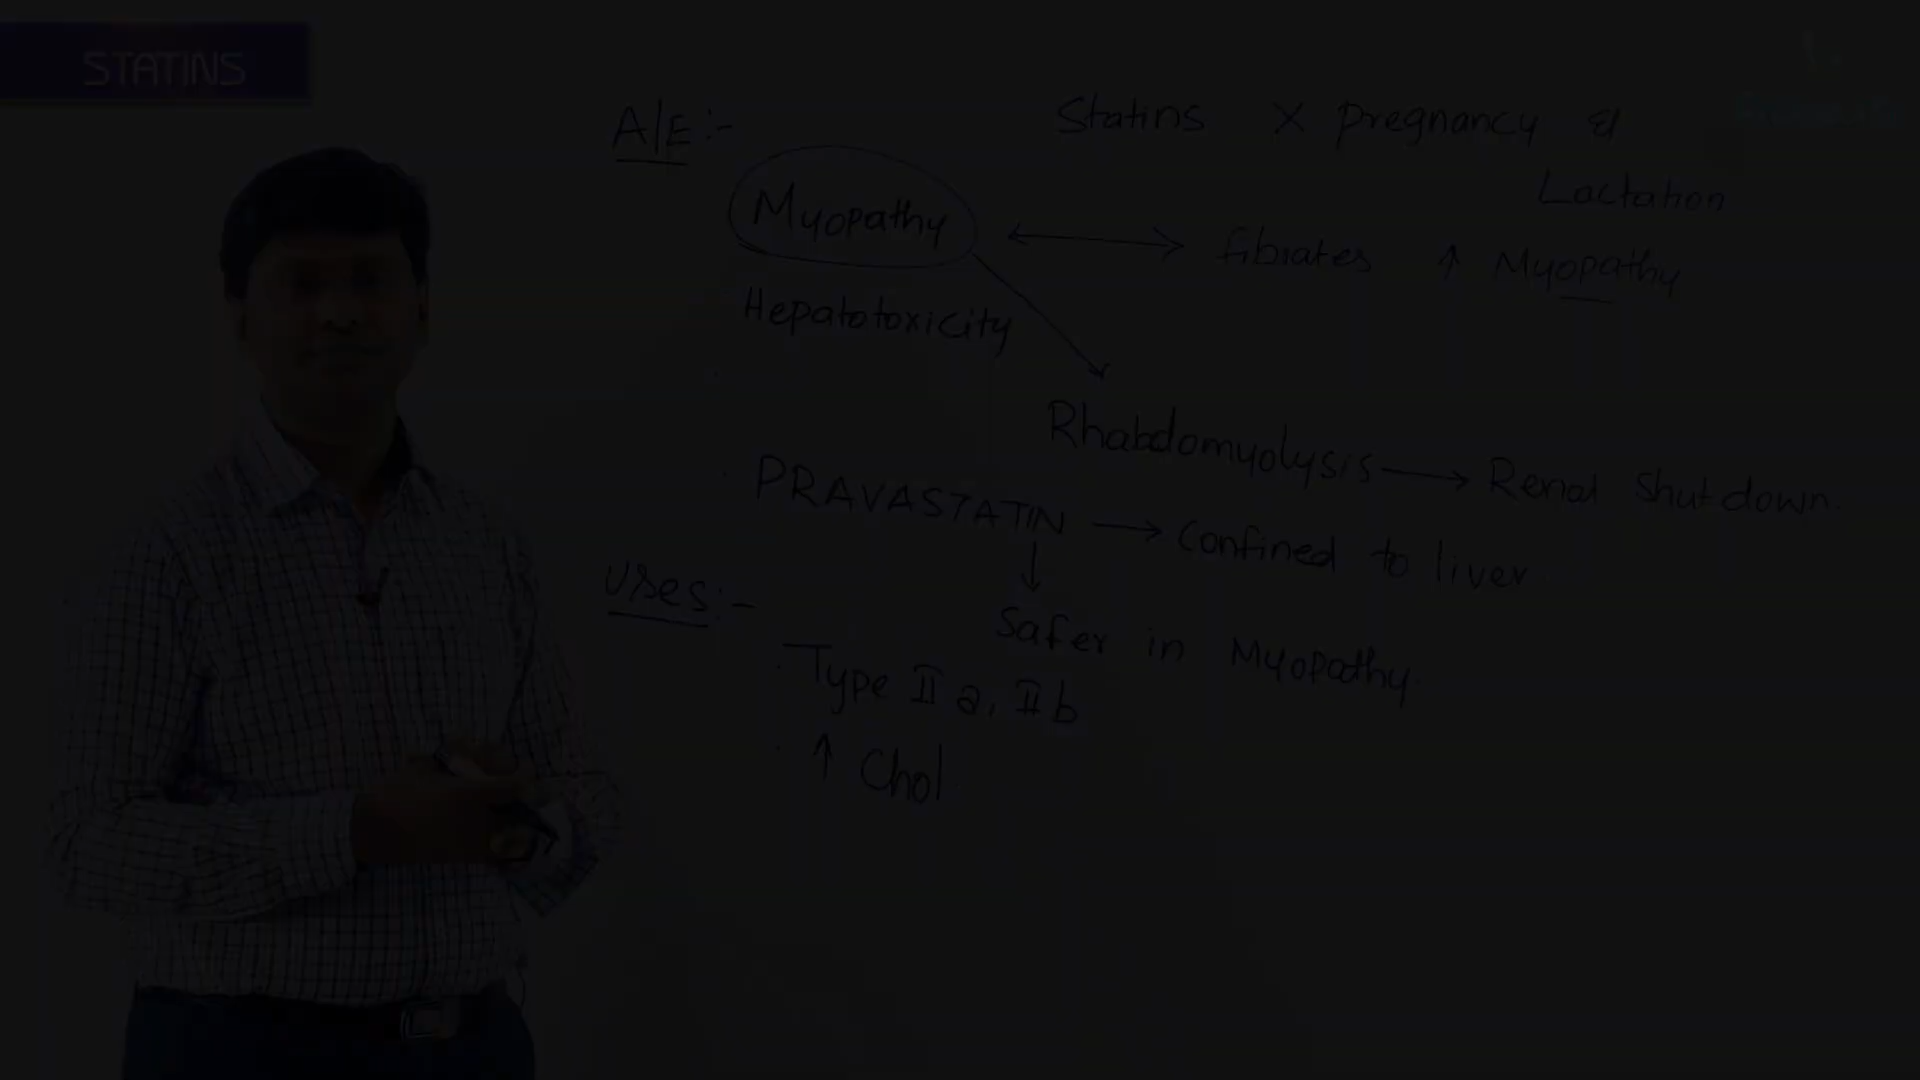 STATINS
A/E :-
Statins X pregnancy &
Lactation
Myopathy ↔ fibrates ↑ Myopathy
Hepatotoxicity
Rhabdomyolysis → Renal Shutdown
PRAVASTATIN → Confined to liver
↓
Safer in Myopathy
Uses :-
Type II a, II b
↑ Chol